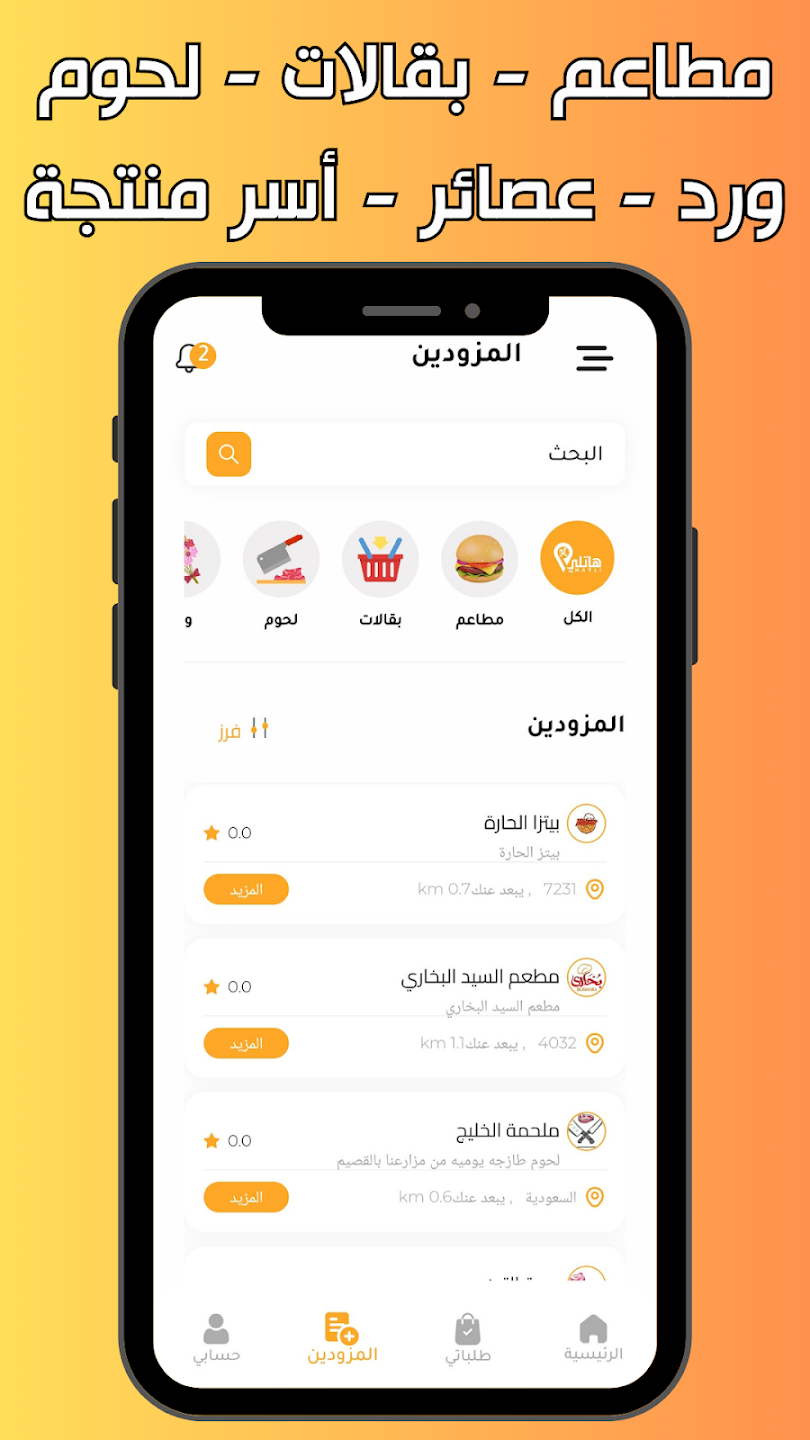 مطاعم - بقالات - لحوم
ورد - عصائر - أسر منتجة
المزودين
2
البحث
هاتلي
HATLI
الكل
مطاعم
بقالات
لحوم
و
المزودين
فرز
بيتزا الحارة
0.0
بيتز الحارة
7231 , يبعد عنك0.7 km
المزيد
مطعم السيد البخاري
0.0
بخاري
مطعم السيد البخاري
4032 , يبعد عنك1.1 km
المزيد
ملحمة الخليج
0.0
لحوم طازجه يوميه من مزارعنا بالقصيم
السعودية , يبعد عنك0.6 km
المزيد
الرئيسية
طلباتي
المزودين
حسابي